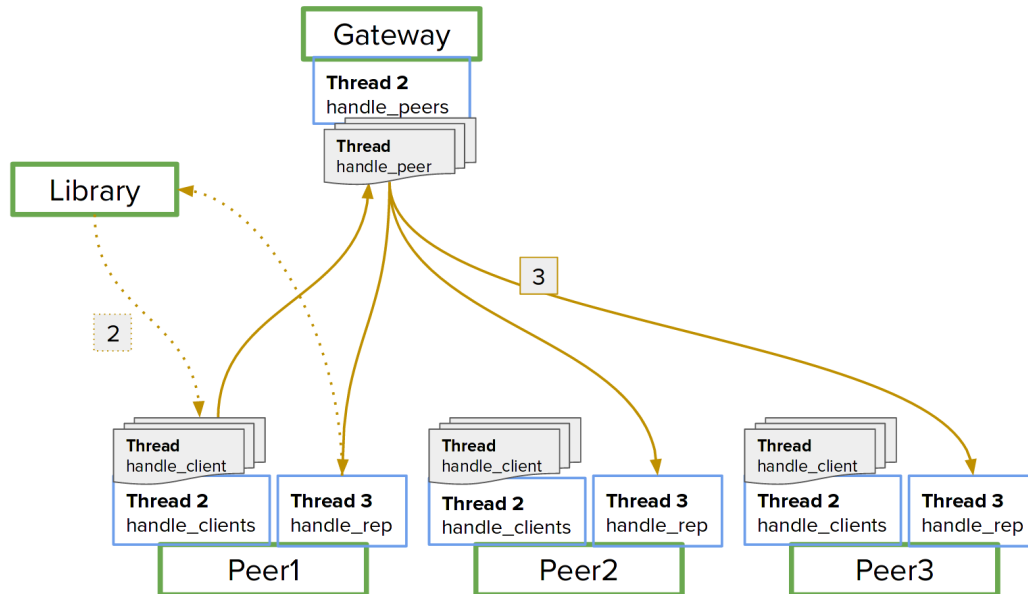 Gateway
Thread 2
handle_peers
Thread
handle_peer
Library
3
2
Thread
handle_client
Thread 2
handle_clients
Thread 3
handle_rep
Peer1
Thread
handle_client
Thread 2
handle_clients
Thread 3
handle_rep
Peer2
Thread
handle_client
Thread 2
handle_clients
Thread 3
handle_rep
Peer3